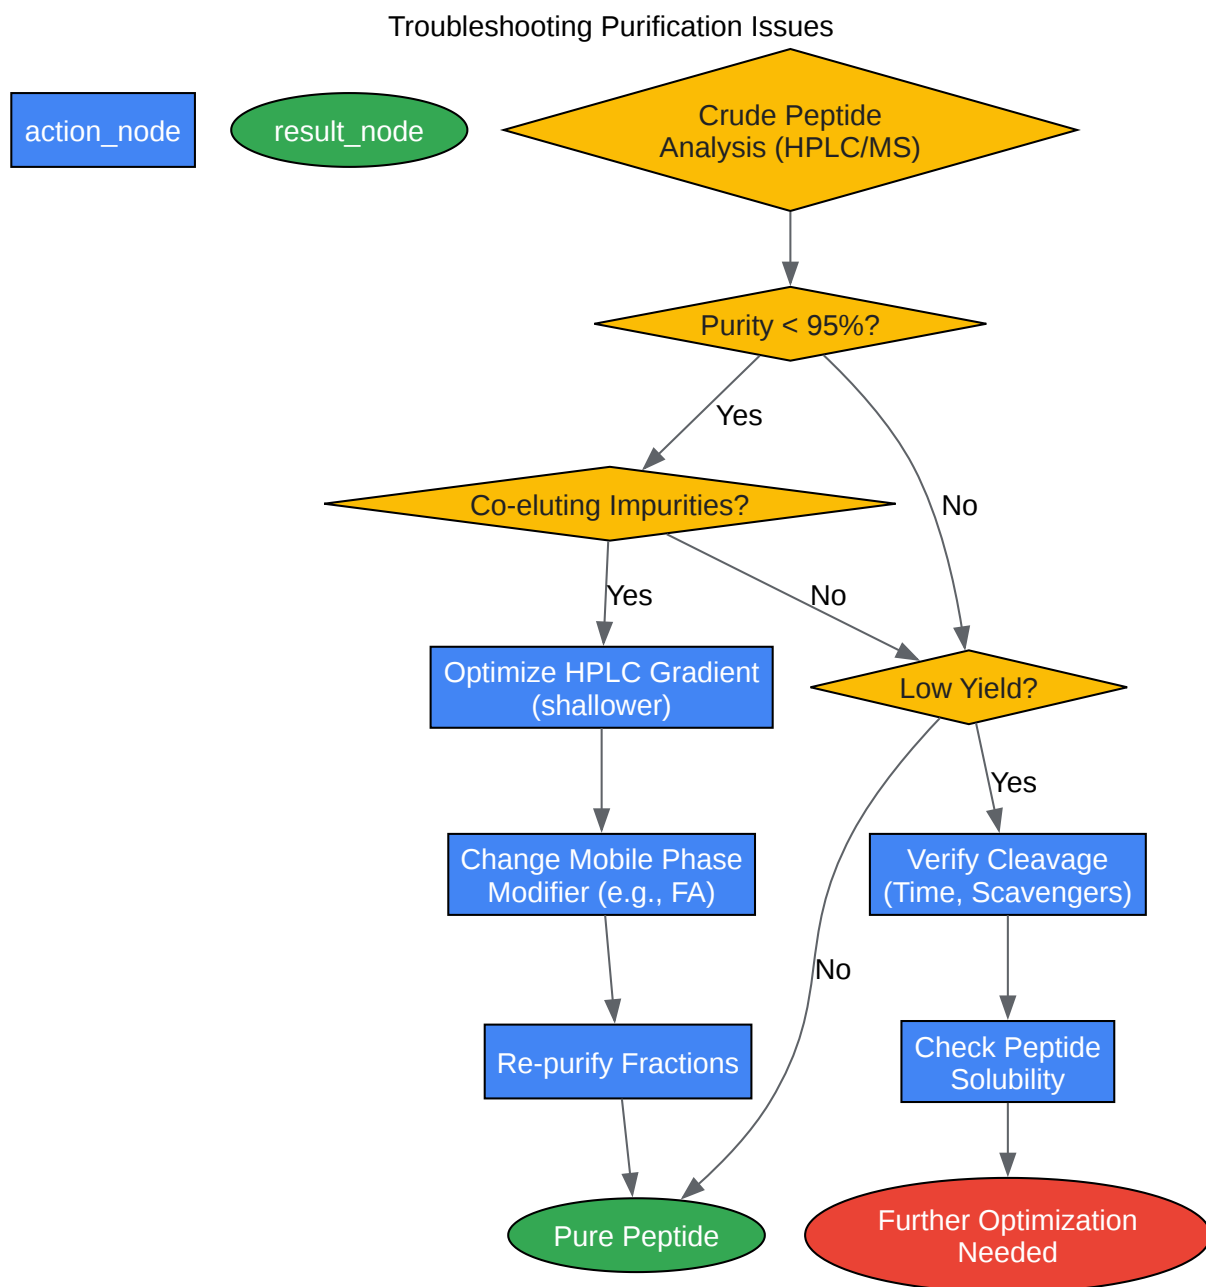 Troubleshooting Purification Issues
action_node
result_node
Crude Peptide
Analysis (HPLC/MS)
Purity < 95%?
Yes
No
Co-eluting Impurities?
Yes
No
Optimize HPLC Gradient
(shallower)
Low Yield?
Yes
Change Mobile Phase
Modifier (e.g., FA)
Verify Cleavage
(Time, Scavengers)
No
Re-purify Fractions
Check Peptide
Solubility
Pure Peptide
Further Optimization
Needed